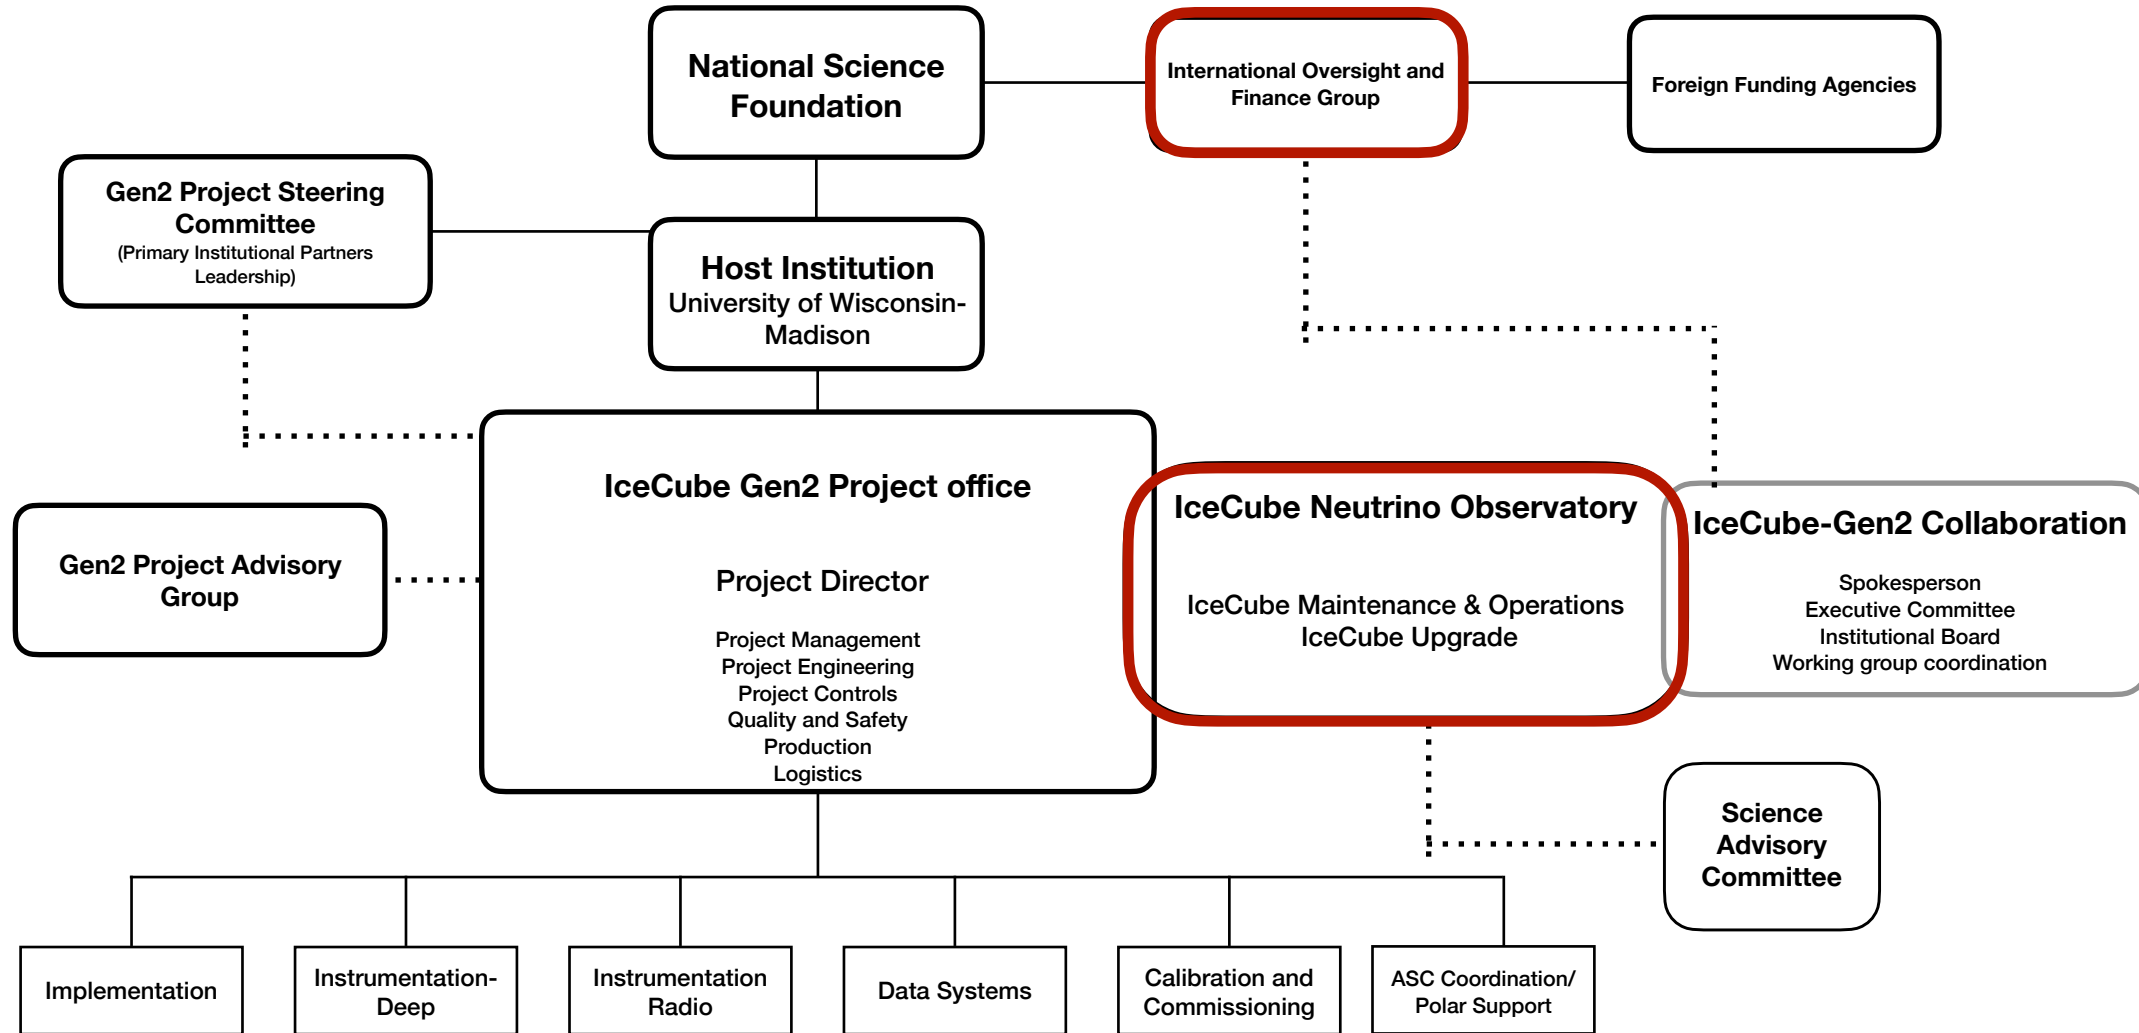 National Science
Foundation
International Oversight and
Finance Group
Foreign Funding Agencies
Gen2 Project Steering
Committee
(Primary Institutional Partners
Leadership)
Host Institution
University of Wisconsin-
Madison
IceCube Gen2 Project office
Project Director
Project Management
Project Engineering
Project Controls
Quality and Safety
Production
Logistics
IceCube Neutrino Observatory
IceCube Maintenance & Operations
IceCube Upgrade
IceCube-Gen2 Collaboration
Spokesperson
Executive Committee
Institutional Board
Working group coordination
Gen2 Project Advisory
Group
Science
Advisory
Committee
Implementation
Instrumentation-
Deep
Instrumentation
Radio
Data Systems
Calibration and
Commissioning
ASC Coordination/
Polar Support